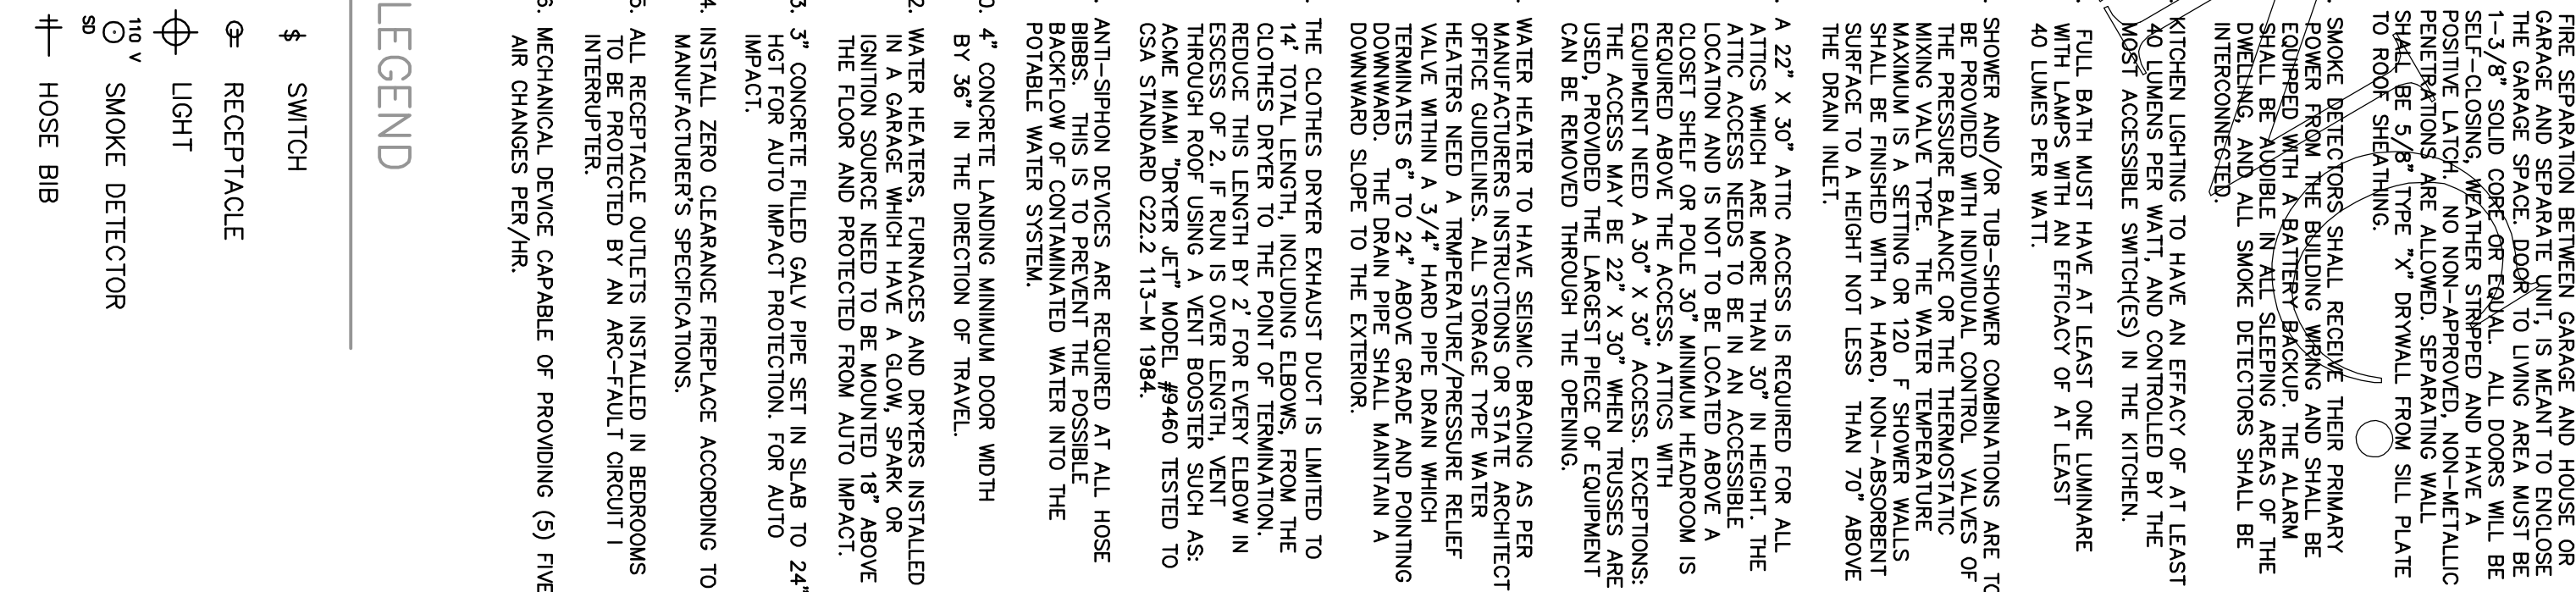 FIRE SEPARATION BETWEEN GARAGE AND HOUSE OR
GARAGE AND SEPARATE UNIT, IS MEANT TO ENCLOSE
THE GARAGE SPACE. DOOR TO LIVING AREA MUST BE
1-3/8" SOLID CORE OR EQUAL. ALL DOORS WILL BE
SELF-CLOSING, WEATHER STRIPPED AND HAVE A
POSITIVE LATCH. NO NON-APPROVED, NON-METALLIC
PENETRATIONS ARE ALLOWED. SEPARATING WALL
SHALL BE 5/8" TYPE "X" DRYWALL FROM SILL PLATE
TO ROOF SHEATING.
. SMOKE DETECTORS SHALL RECEIVE THEIR PRIMARY
POWER FROM THE BUILDING WIRING AND SHALL BE
EQUIPPED WITH A BATTERY BACKUP. THE ALARM
SHALL BE AUDIBLE IN ALL SLEEPING AREAS OF THE
DWELLING, AND ALL SMOKE DETECTORS SHALL BE
INTERCONNECTED.
. KITCHEN LIGHTING TO HAVE AN EFFACY OF AT LEAST
40 LUMENS PER WATT, AND CONTROLLED BY THE
MOST ACCESSIBLE SWITCH(ES) IN THE KITCHEN.
. FULL BATH MUST HAVE AT LEAST ONE LUMINARE
WITH LAMPS WITH AN EFFICACY OF AT LEAST
40 LUMES PER WATT.
. SHOWER AND/OR TUB-SHOWER COMBINATIONS ARE TO
BE PROVIDED WITH INDIVIDUAL CONTROL VALVES OF
THE PRESSURE BALANCE OR THE THERMOSTATIC
MIXING VALVE TYPE. THE WATER TEMPERATURE
MAXIMUM IS A SETTING OR 120 F SHOWER WALLS
SHALL BE FINISHED WITH A HARD, NON-ABSORBENT
SURFACE TO A HEIGHT NOT LESS THAN 70" ABOVE
THE DRAIN INLET.
. A 22" X 30" ATTIC ACCESS IS REQUIRED FOR ALL
ATTICS WHICH ARE MORE THAN 30" IN HEIGHT. THE
ATTIC ACCESS NEEDS TO BE IN AN ACCESSIBLE
LOCATION AND IS NOT TO BE LOCATED ABOVE A
CLOSET SHELF OR POLE 30" MINIMUM HEADROOM IS
REQUIRED ABOVE THE ACCESS. ATTICS WITH
EQUIPMENT NEED A 30" X 30" ACCESS. EXCEPTIONS:
THE ACCESS MAY BE 22" X 30" WHEN TRUSSES ARE
USED, PROVIDED THE LARGEST PIECE OF EQUIPMENT
CAN BE REMOVED THROUGH THE OPENING.
. WATER HEATER TO HAVE SEISMIC BRACING AS PER
MANUFACTURERS INSTRUCTIONS OR STATE ARCHITECT
OFFICE GUIDELINES. ALL STORAGE TYPE WATER
HEATERS NEED A TRMPERATURE/PRESSURE RELIEF
VALVE WITHIN A 3/4" HARD PIPE DRAIN WHICH
TERMINATES 6" TO 24" ABOVE GRADE AND POINTING
DOWNWARD. THE DRAIN PIPE SHALL MAINTAIN A
DOWNWARD SLOPE TO THE EXTERIOR.
. THE CLOTHES DRYER EXHAUST DUCT IS LIMITED TO
14' TOTAL LENGTH, INCLUDING ELBOWS, FROM THE
CLOTHES DRYER TO THE POINT OF TERMINATION.
REDUCE THIS LENGTH BY 2' FOR EVERY ELBOW IN
ESCESS OF 2. IF RUN IS OVER LENGTH, VENT
THROUGH ROOF USING A VENT BOOSTER SUCH AS:
ACME MIAMI "DRYER JET" MODEL #9460 TESTED TO
CSA STANDARD C22.2 113-M 1984.
. ANTI-SIPHON DEVICES ARE REQUIRED AT ALL HOSE
BIBBS. THIS IS TO PREVENT THE POSSIBLE
BACKFLOW OF CONTAMINATED WATER INTO THE
POTABLE WATER SYSTEM.
0. 4" CONCRETE LANDING MINIMUM DOOR WIDTH
BY 36" IN THE DIRECTION OF TRAVEL.
2. WATER HEATERS, FURNACES AND DRYERS INSTALLED
IN A GARAGE WHICH HAVE A GLOW, SPARK OR
IGNITION SOURCE NEED TO BE MOUNTED 18" ABOVE
THE FLOOR AND PROTECTED FROM AUTO IMPACT.
3. 3" CONCRETE FILLED GALV PIPE SET IN SLAB TO 24"
HGT FOR AUTO IMPACT PROTECTION. FOR AUTO
IMPACT.
4. INSTALL ZERO CLEARANCE FIREPLACE ACCORDING TO
MANUFACTURER'S SPECIFICATIONS.
5. ALL RECEPTACLE OUTLETS INSTALLED IN BEDROOMS
TO BE PROTECTED BY AN ARC-FAULT CIRCUIT I
INTERRUPTER.
6. MECHANICAL DEVICE CAPABLE OF PROVIDING (5) FIVE
AIR CHANGES PER/HR.
LEGEND
$ SWITCH
RECEPTACLE
LIGHT
110 V
SD SMOKE DETECTOR
HOSE BIB